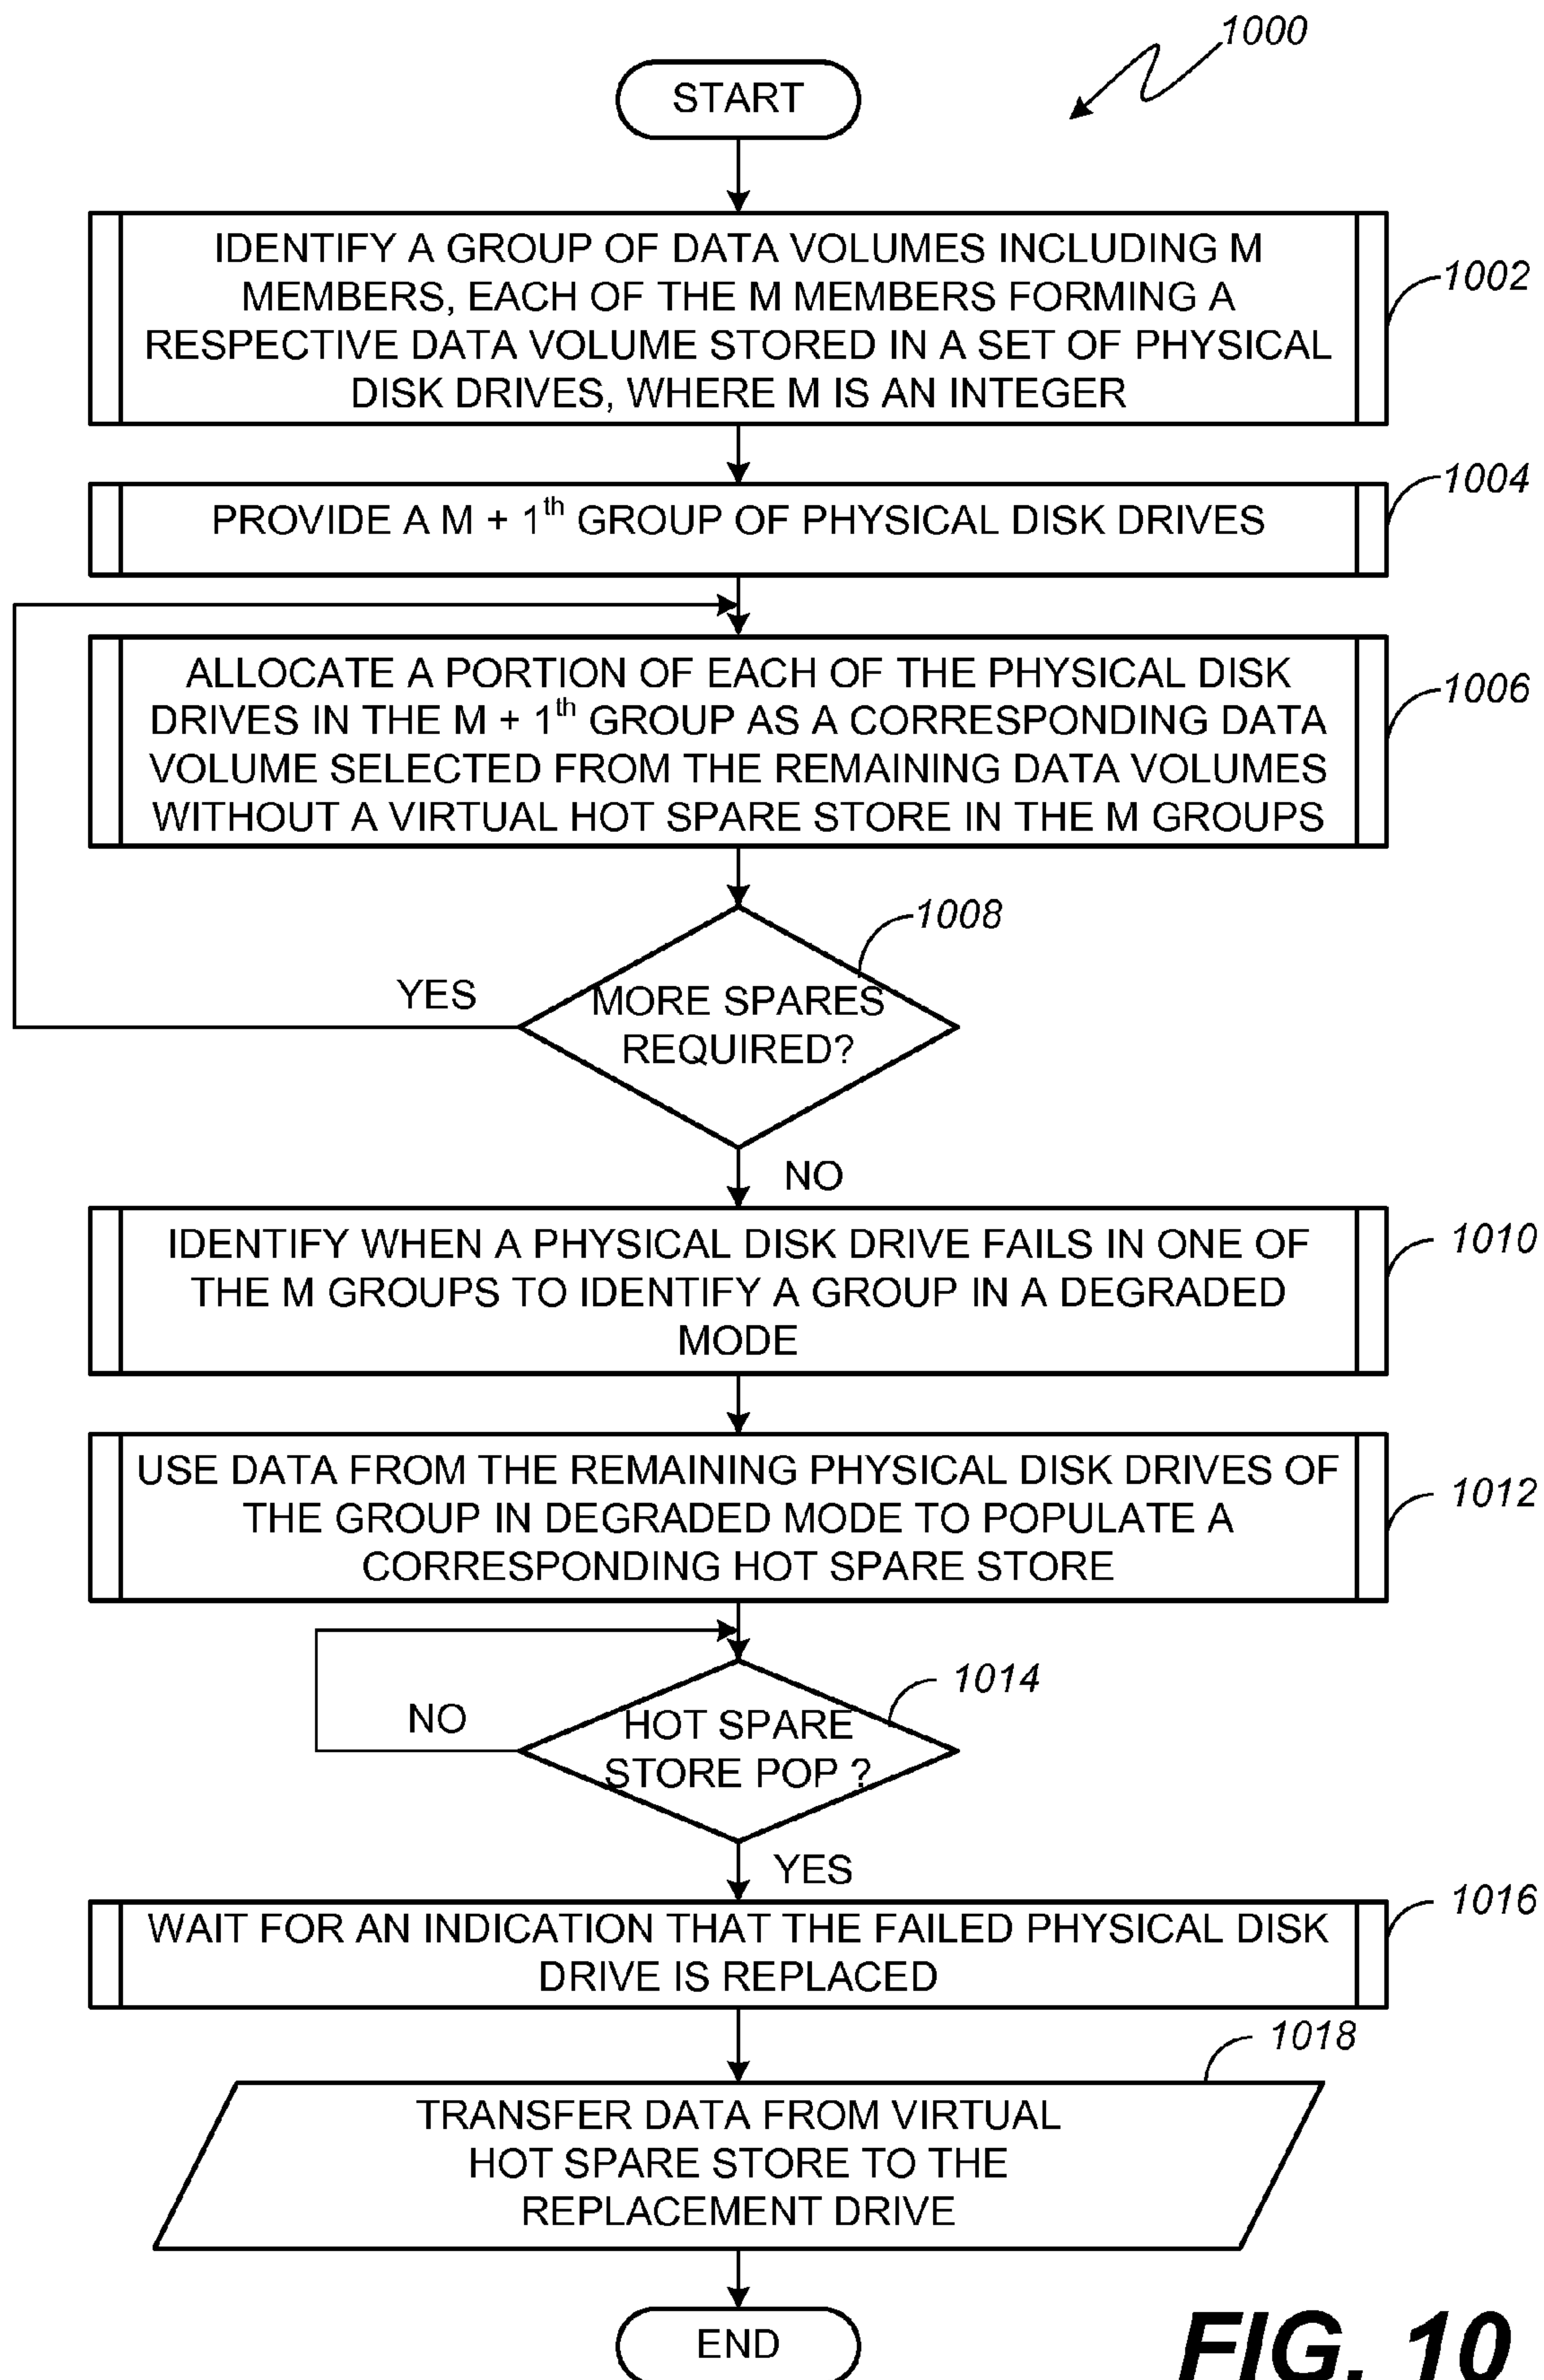 1000
START
IDENTIFY A GROUP OF DATA VOLUMES INCLUDING M
MEMBERS, EACH OF THE M MEMBERS FORMING A
RESPECTIVE DATA VOLUME STORED IN A SET OF PHYSICAL
DISK DRIVES, WHERE M IS AN INTEGER
1002
1004
PROVIDE A M + 1th GROUP OF PHYSICAL DISK DRIVES
ALLOCATE A PORTION OF EACH OF THE PHYSICAL DISK
DRIVES IN THE M + 1th GROUP AS A CORRESPONDING DATA
VOLUME SELECTED FROM THE REMAINING DATA VOLUMES
WITHOUT A VIRTUAL HOT SPARE STORE IN THE M GROUPS
1006
1008
YES
MORE SPARES
REQUIRED?
NO
IDENTIFY WHEN A PHYSICAL DISK DRIVE FAILS IN ONE OF
THE M GROUPS TO IDENTIFY A GROUP IN A DEGRADED
MODE
1010
USE DATA FROM THE REMAINING PHYSICAL DISK DRIVES OF
THE GROUP IN DEGRADED MODE TO POPULATE A
CORRESPONDING HOT SPARE STORE
1012
1014
NO
HOT SPARE
STORE POP ?
YES
1016
WAIT FOR AN INDICATION THAT THE FAILED PHYSICAL DISK
DRIVE IS REPLACED
1018
TRANSFER DATA FROM VIRTUAL
HOT SPARE STORE TO THE
REPLACEMENT DRIVE
END
FIG. 10